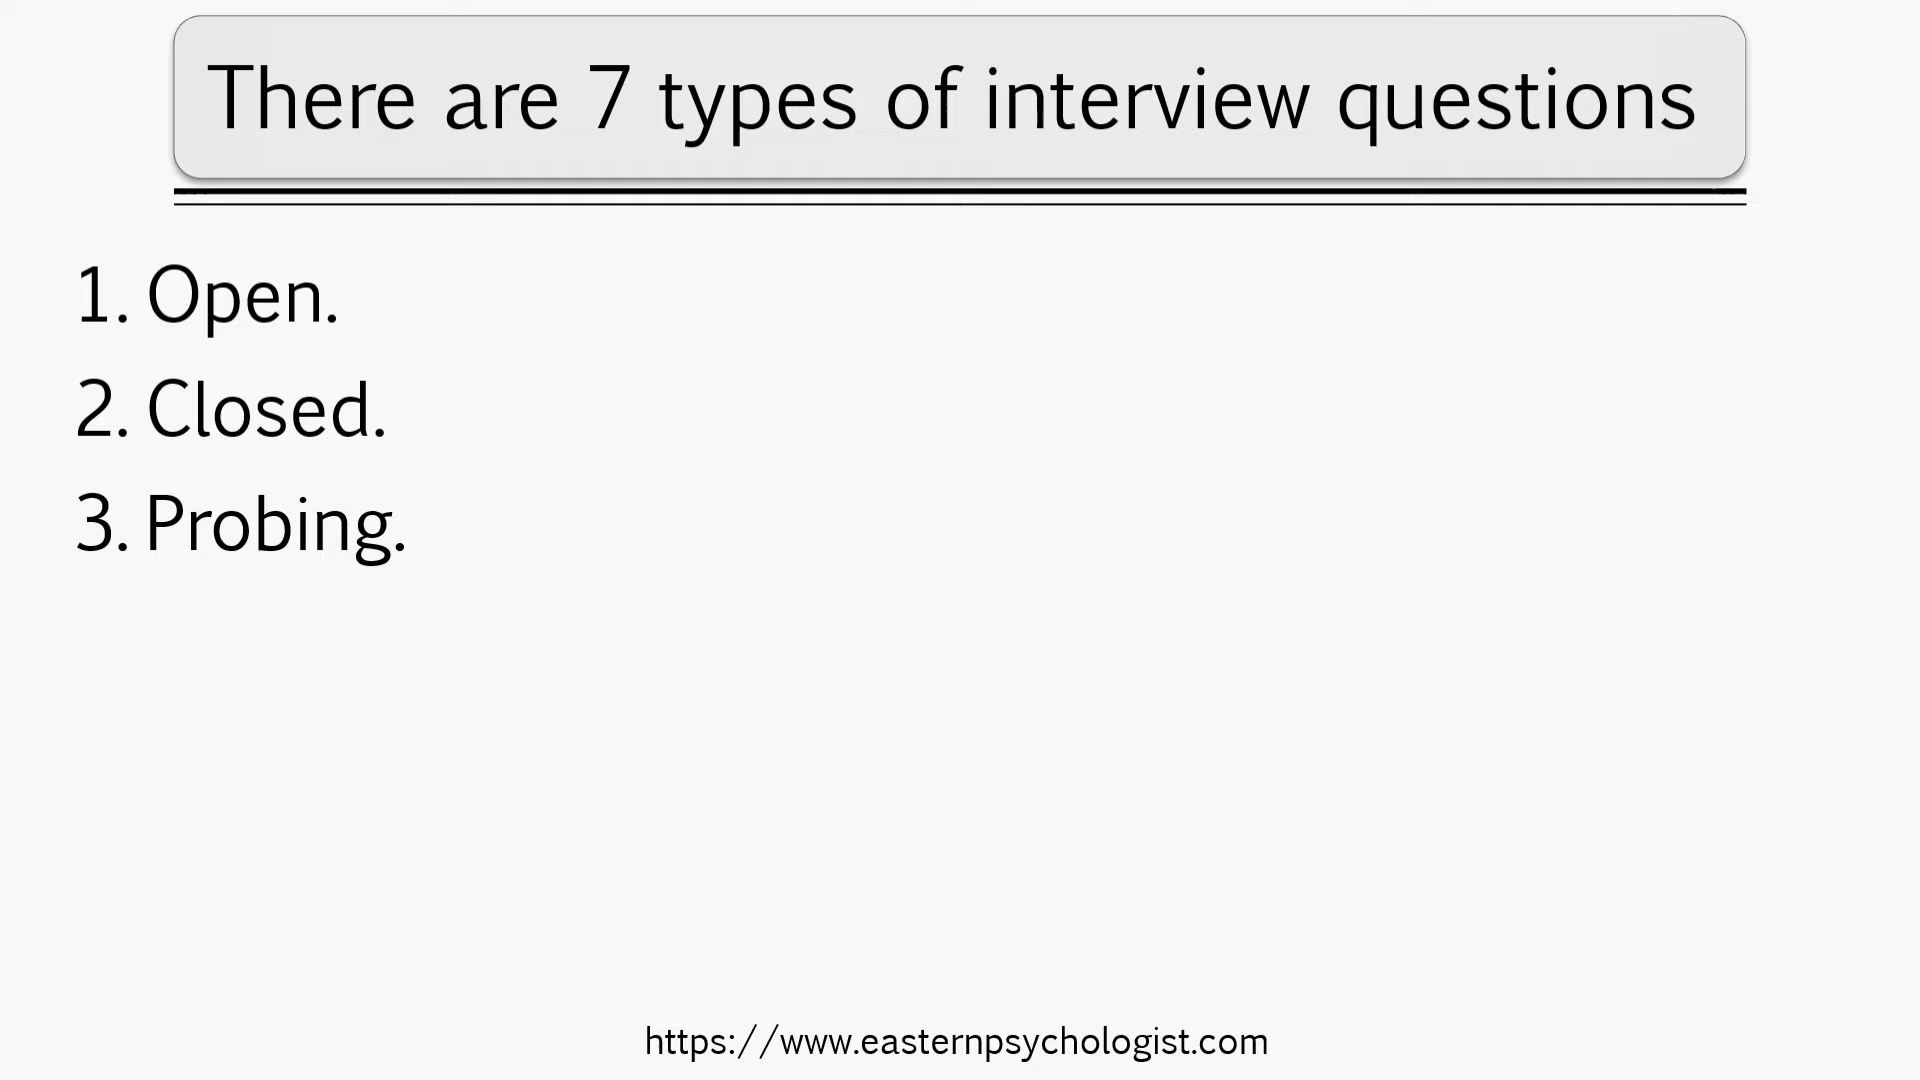 There are 7 types of interview questions
1. Open.
2. Closed.
3. Probing.
https://www.easternpsychologist.com